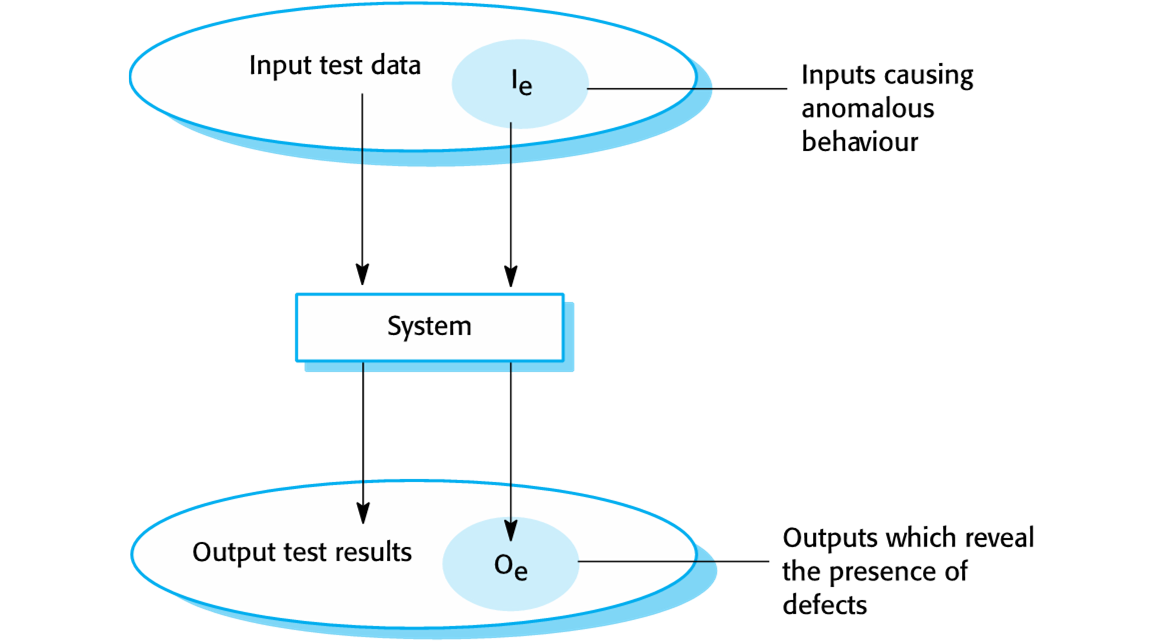 Input test data
Ie
Inputs causing
anomalous
behaviour
System
Output test results
Oe
Outputs which reveal
the presence of
defects